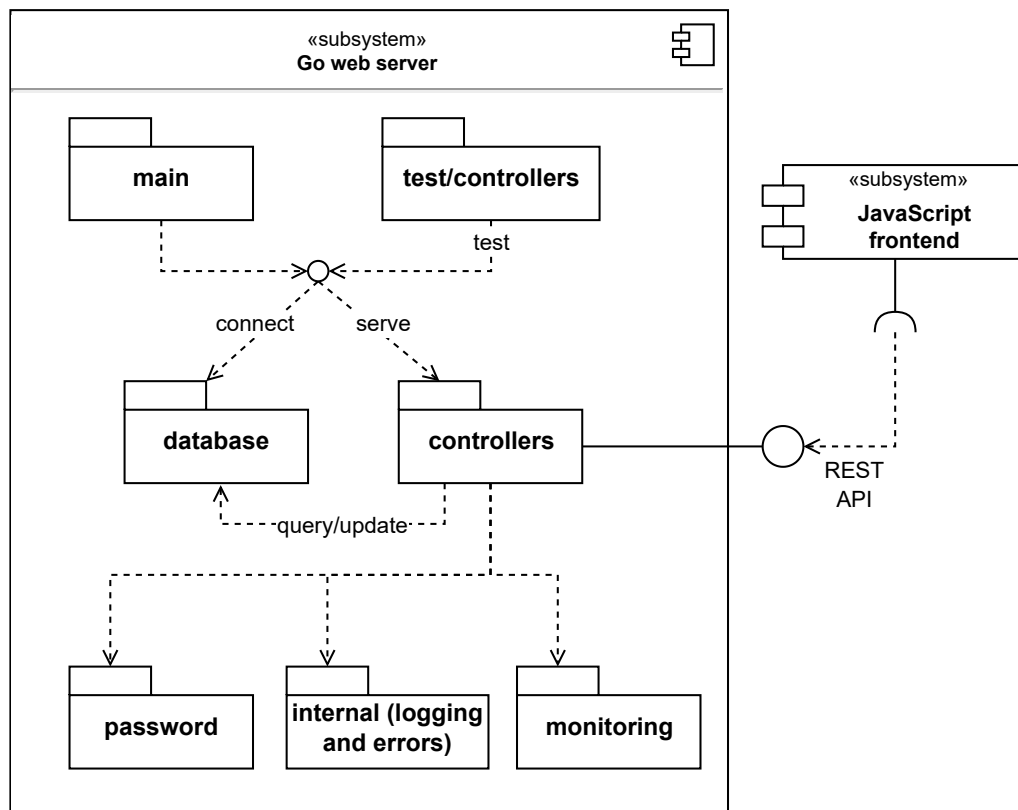 «subsystem»
Go web server
main
test/controllers
«subsystem»
JavaScript
frontend
test
connect
serve
database
controllers
REST
API
query/update
password
internal (logging
and errors)
monitoring